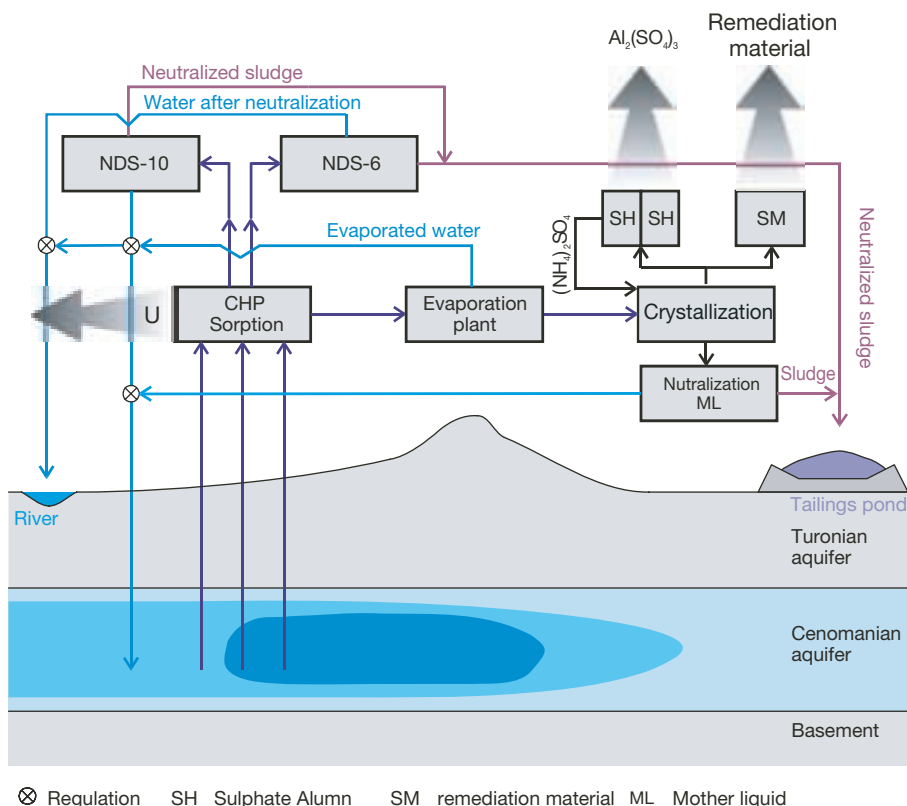 Al2(SO4)3
Remediation
material
Neutralized sludge
Water after neutralization
NDS-10
NDS-6
SH
SH
SM
(NH4)2SO4
Neutralized sludge
Evaporated water
U
CHP
Sorption
Evaporation
plant
Crystallization
Nutralization
ML
Sludge
River
Tailings pond
Turonian
aquifer
Cenomanian
aquifer
Basement
Regulation SH Sulphate Alumn SM remediation material ML Mother liquid